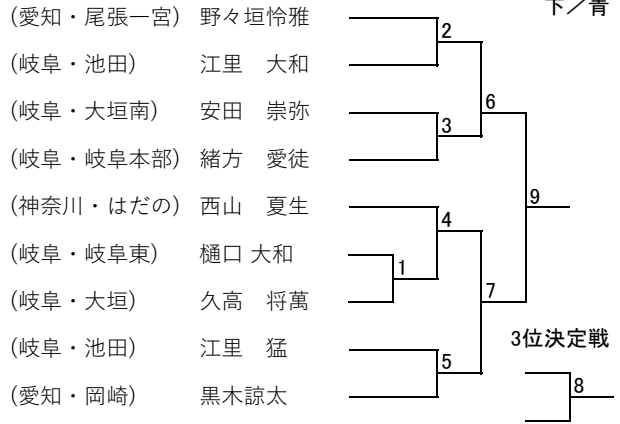 下／青
(愛知・尾張一宮) 野々垣怜雅
2
(岐阜・池田) 江里　大和
6
(岐阜・大垣南) 安田　崇弥
3
(岐阜・岐阜本部) 緒方　愛徒
9
(神奈川・はだの) 西山　夏生
4
(岐阜・岐阜東) 樋口 大和
1
7
(岐阜・大垣) 久高　将萬
3位決定戦
(岐阜・池田) 江里　猛
5
8
(愛知・岡崎) 黒木諒太